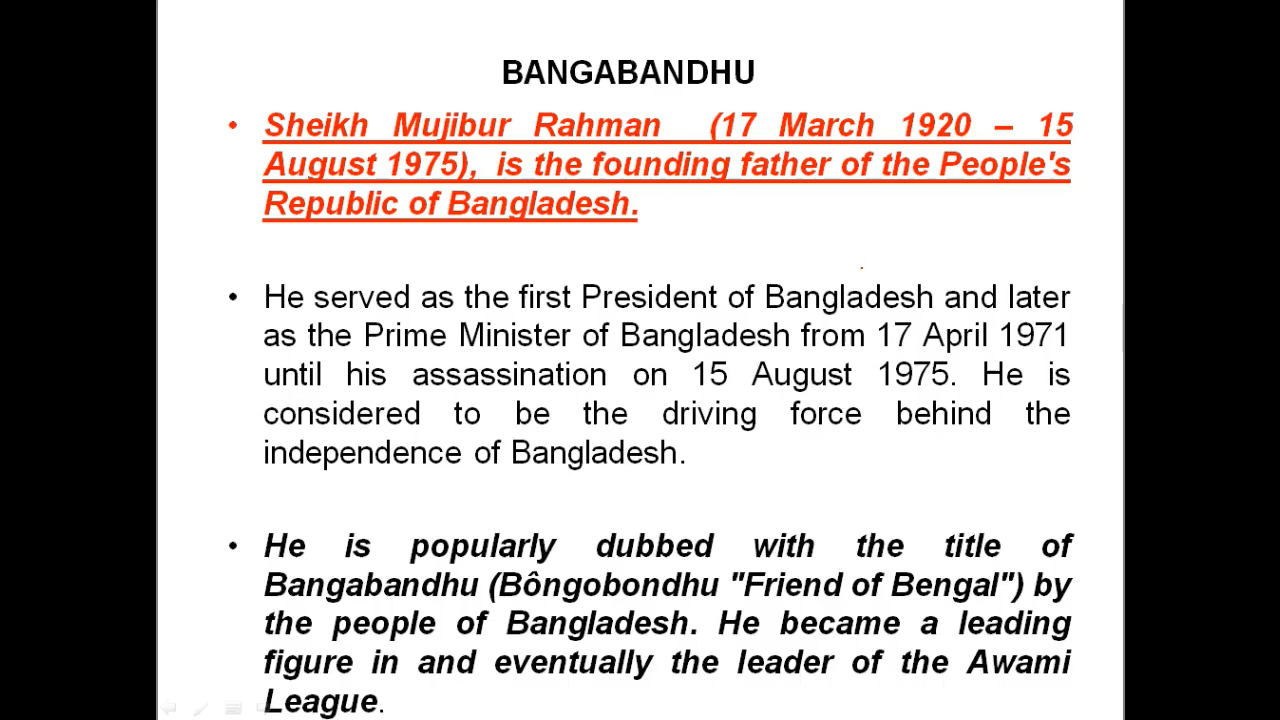 BANGABANDHU
• Sheikh Mujibur Rahman (17 March 1920 – 15
August 1975), is the founding father of the People's
Republic of Bangladesh.
• He served as the first President of Bangladesh and later
as the Prime Minister of Bangladesh from 17 April 1971
until his assassination on 15 August 1975. He is
considered to be the driving force behind the
independence of Bangladesh.
• He is popularly dubbed with the title of
Bangabandhu (Bôngobondhu "Friend of Bengal") by
the people of Bangladesh. He became a leading
figure in and eventually the leader of the Awami
League.